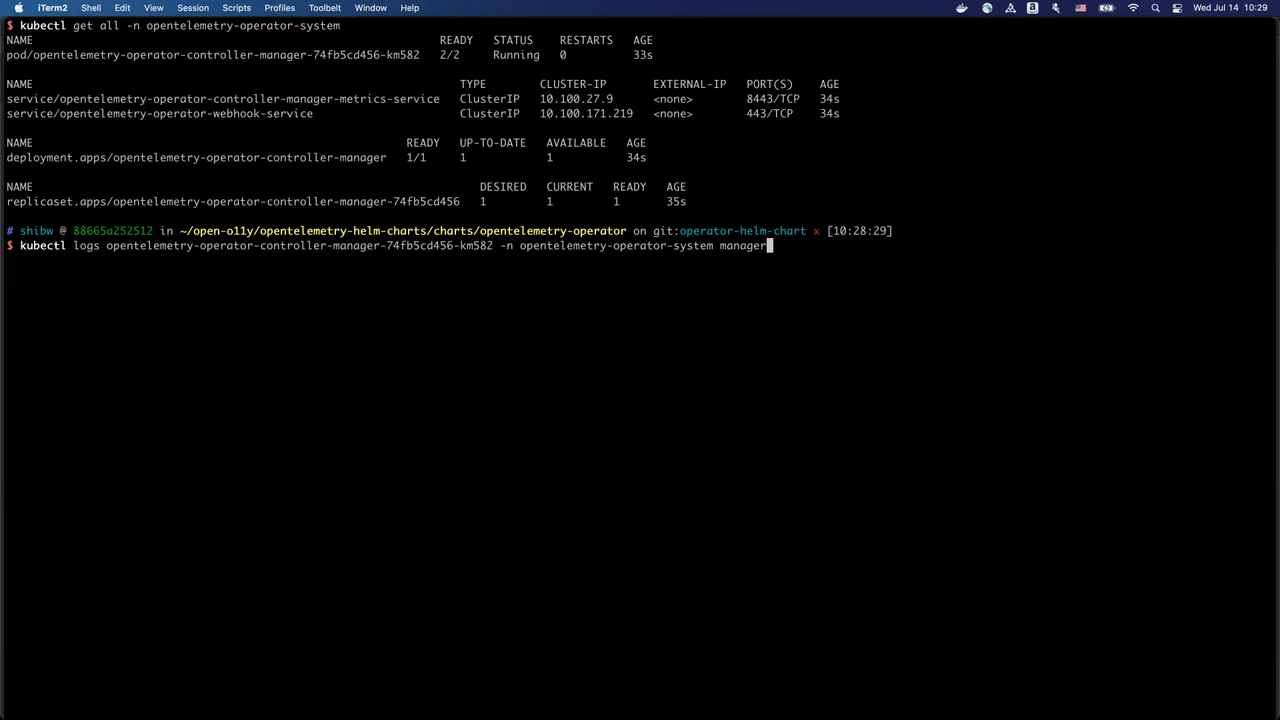 iTerm2 Shell Edit View Session Scripts Profiles Toolbelt Window Help Wed Jul 14 10:29
$ kubectl get all -n opentelemetry-operator-system
NAME READY STATUS RESTARTS AGE
pod/opentelemetry-operator-controller-manager-74fb5cd456-km582 2/2 Running 0 33s
NAME TYPE CLUSTER-IP EXTERNAL-IP PORT(S) AGE
service/opentelemetry-operator-controller-manager-metrics-service ClusterIP 10.100.27.9 <none> 8443/TCP 34s
service/opentelemetry-operator-webhook-service ClusterIP 10.100.171.219 <none> 443/TCP 34s
NAME READY UP-TO-DATE AVAILABLE AGE
deployment.apps/opentelemetry-operator-controller-manager 1/1 1 1 34s
NAME DESIRED CURRENT READY AGE
replicaset.apps/opentelemetry-operator-controller-manager-74fb5cd456 1 1 1 35s
# shibw @ 88665a252512 in ~/open-o11y/opentelemetry-helm-charts/charts/opentelemetry-operator on git:operator-helm-chart x [10:28:29]
$ kubectl logs opentelemetry-operator-controller-manager-74fb5cd456-km582 -n opentelemetry-operator-system manager